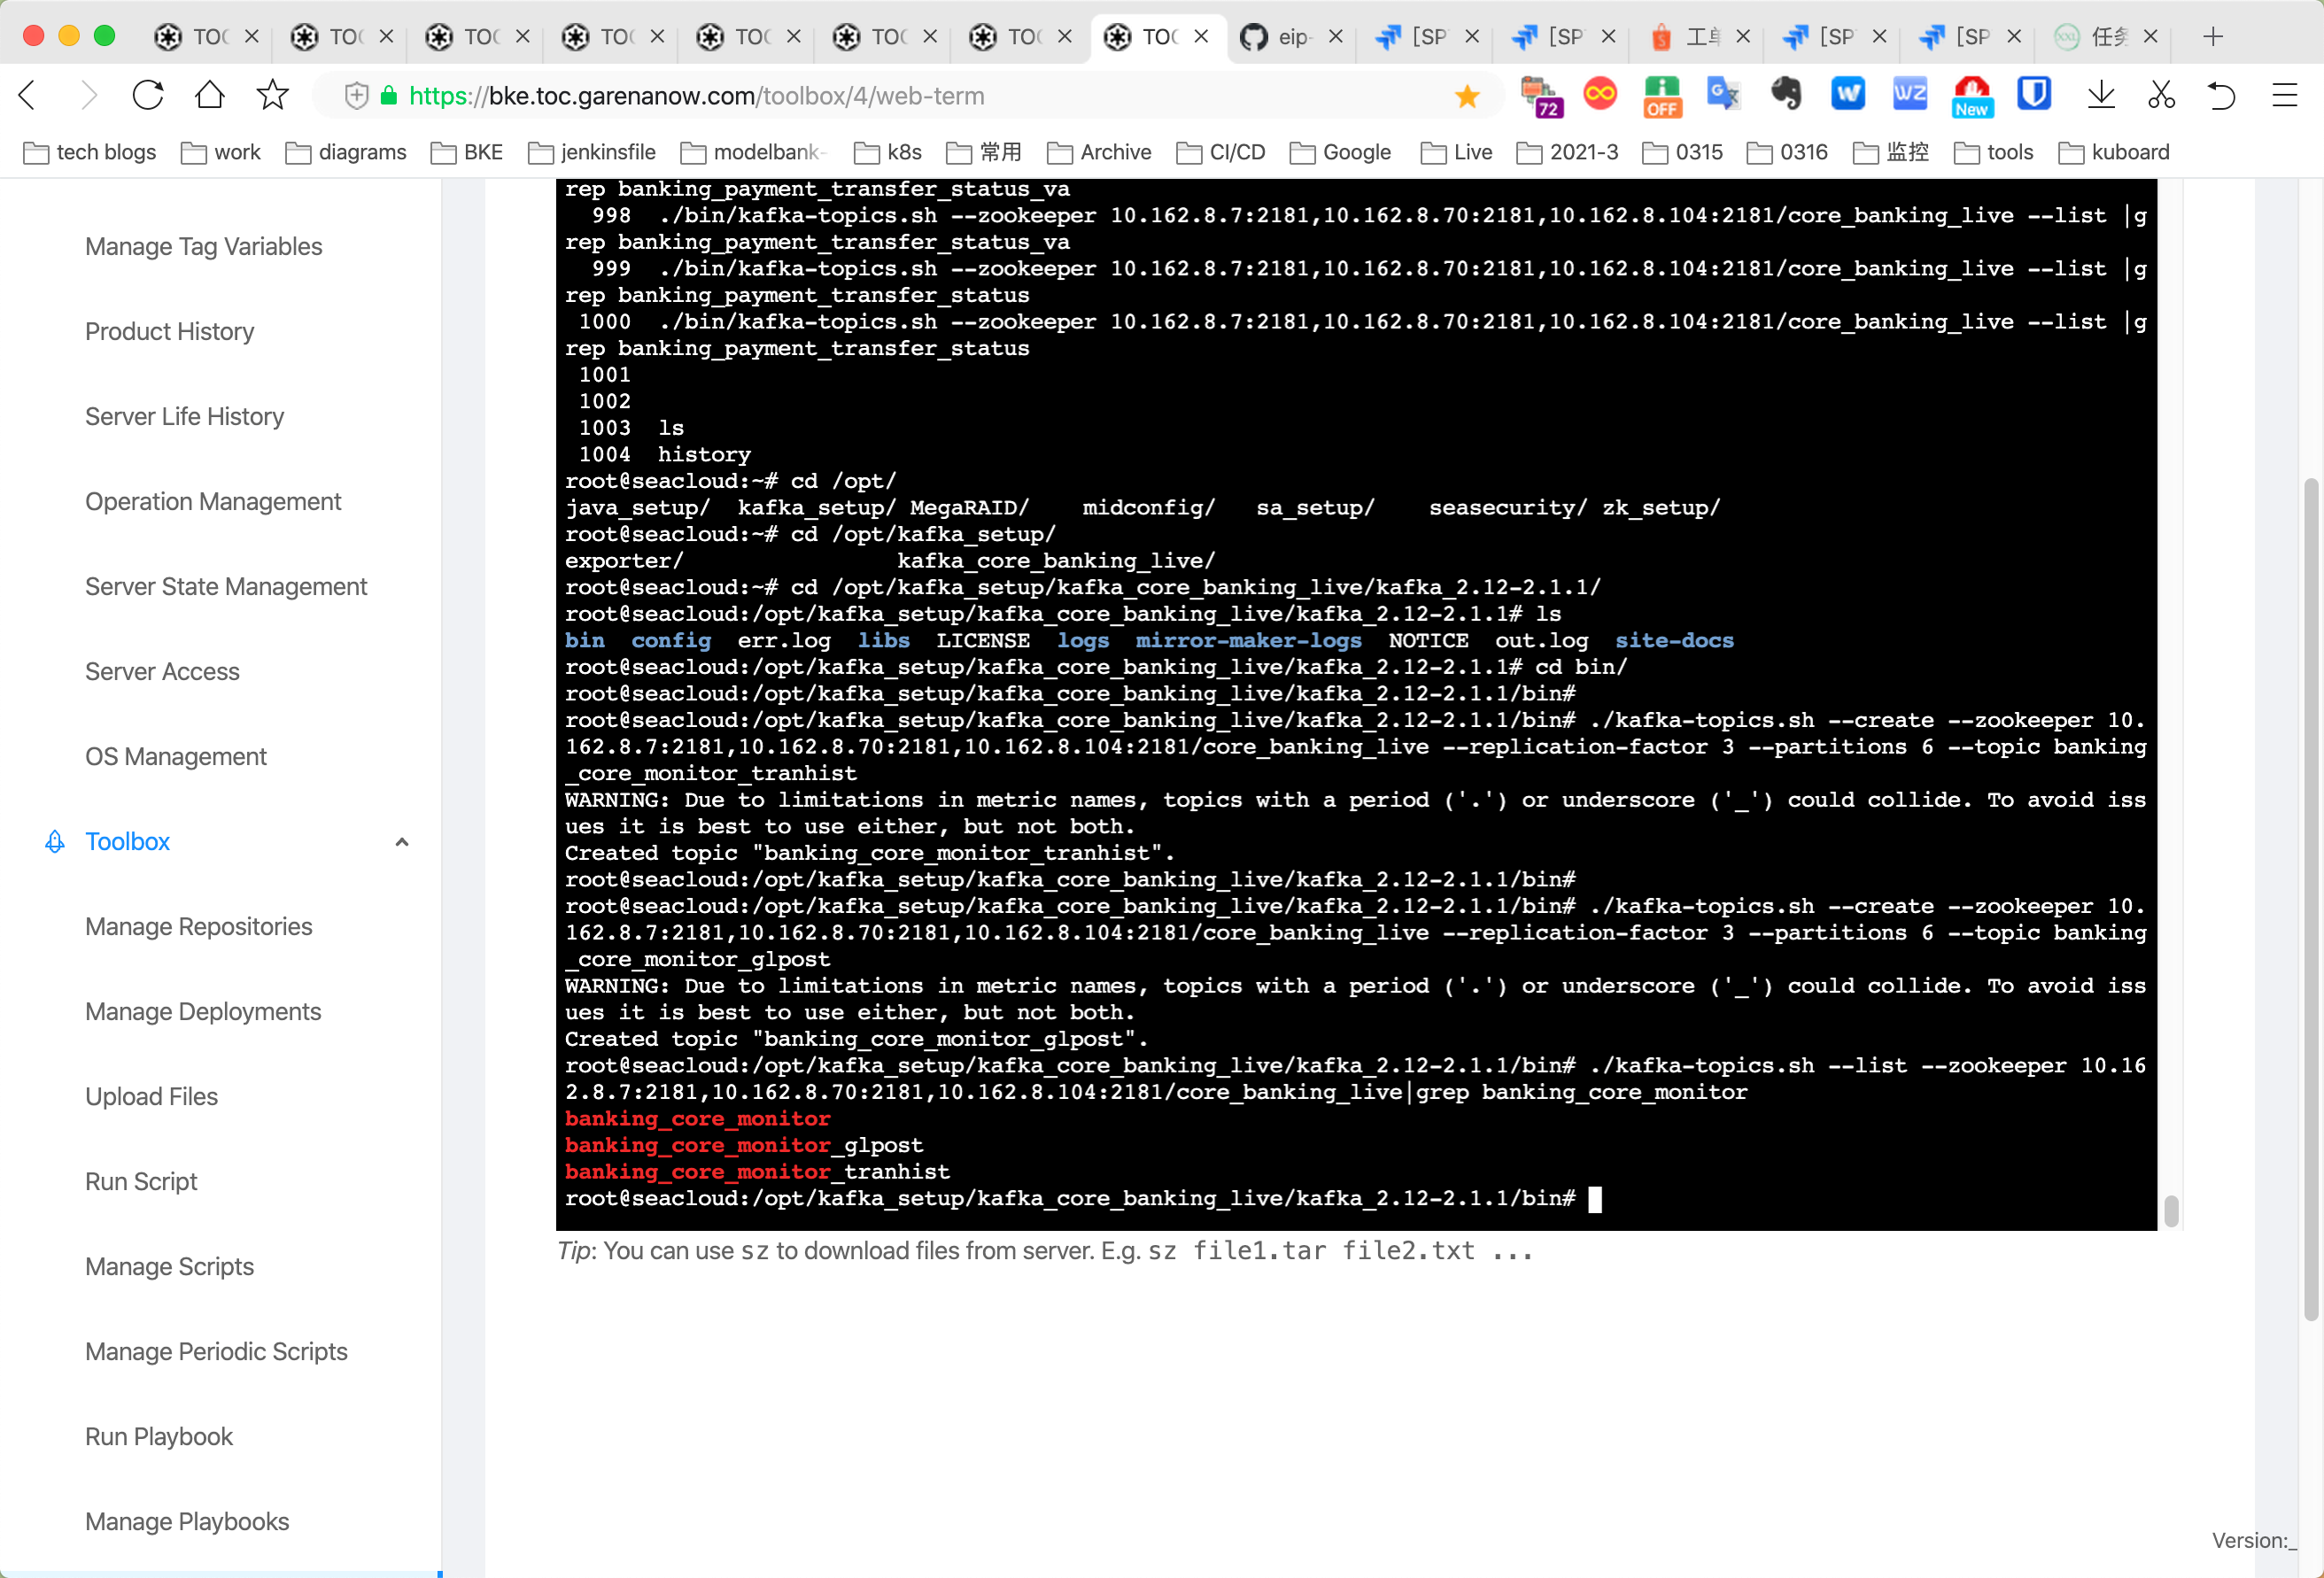 TOC TOC TOC TOC TOC TOC TOC TOC eip- [SP [SP 工单 [SP [SP 任务
https://bke.toc.garenanow.com/toolbox/4/web-term
72 OFF New
tech blogs work diagrams BKE jenkinsfile modelbank- k8s 常用 Archive CI/CD Google Live 2021-3 0315 0316 监控 tools kuboard
Manage Tag Variables
Product History
Server Life History
Operation Management
Server State Management
Server Access
OS Management
Toolbox
Manage Repositories
Manage Deployments
Upload Files
Run Script
Manage Scripts
Manage Periodic Scripts
Run Playbook
Manage Playbooks
rep banking_payment_transfer_status_va
998 ./bin/kafka-topics.sh --zookeeper 10.162.8.7:2181,10.162.8.70:2181,10.162.8.104:2181/core_banking_live --list |g
rep banking_payment_transfer_status_va
999 ./bin/kafka-topics.sh --zookeeper 10.162.8.7:2181,10.162.8.70:2181,10.162.8.104:2181/core_banking_live --list |g
rep banking_payment_transfer_status
1000 ./bin/kafka-topics.sh --zookeeper 10.162.8.7:2181,10.162.8.70:2181,10.162.8.104:2181/core_banking_live --list |g
rep banking_payment_transfer_status
1001
1002
1003 ls
1004 history
root@seacloud:~# cd /opt/
java_setup/ kafka_setup/ MegaRAID/ midconfig/ sa_setup/ seasecurity/ zk_setup/
root@seacloud:~# cd /opt/kafka_setup/
exporter/ kafka_core_banking_live/
root@seacloud:~# cd /opt/kafka_setup/kafka_core_banking_live/kafka_2.12-2.1.1/
root@seacloud:/opt/kafka_setup/kafka_core_banking_live/kafka_2.12-2.1.1# ls
bin config err.log libs LICENSE logs mirror-maker-logs NOTICE out.log site-docs
root@seacloud:/opt/kafka_setup/kafka_core_banking_live/kafka_2.12-2.1.1# cd bin/
root@seacloud:/opt/kafka_setup/kafka_core_banking_live/kafka_2.12-2.1.1/bin#
root@seacloud:/opt/kafka_setup/kafka_core_banking_live/kafka_2.12-2.1.1/bin# ./kafka-topics.sh --create --zookeeper 10.
162.8.7:2181,10.162.8.70:2181,10.162.8.104:2181/core_banking_live --replication-factor 3 --partitions 6 --topic banking
_core_monitor_tranhist
WARNING: Due to limitations in metric names, topics with a period ('.') or underscore ('_') could collide. To avoid iss
ues it is best to use either, but not both.
Created topic "banking_core_monitor_tranhist".
root@seacloud:/opt/kafka_setup/kafka_core_banking_live/kafka_2.12-2.1.1/bin#
root@seacloud:/opt/kafka_setup/kafka_core_banking_live/kafka_2.12-2.1.1/bin# ./kafka-topics.sh --create --zookeeper 10.
162.8.7:2181,10.162.8.70:2181,10.162.8.104:2181/core_banking_live --replication-factor 3 --partitions 6 --topic banking
_core_monitor_glpost
WARNING: Due to limitations in metric names, topics with a period ('.') or underscore ('_') could collide. To avoid iss
ues it is best to use either, but not both.
Created topic "banking_core_monitor_glpost".
root@seacloud:/opt/kafka_setup/kafka_core_banking_live/kafka_2.12-2.1.1/bin# ./kafka-topics.sh --list --zookeeper 10.16
2.8.7:2181,10.162.8.70:2181,10.162.8.104:2181/core_banking_live|grep banking_core_monitor
banking_core_monitor
banking_core_monitor_glpost
banking_core_monitor_tranhist
root@seacloud:/opt/kafka_setup/kafka_core_banking_live/kafka_2.12-2.1.1/bin#
Tip: You can use sz to download files from server. E.g. sz file1.tar file2.txt ...
Version:_